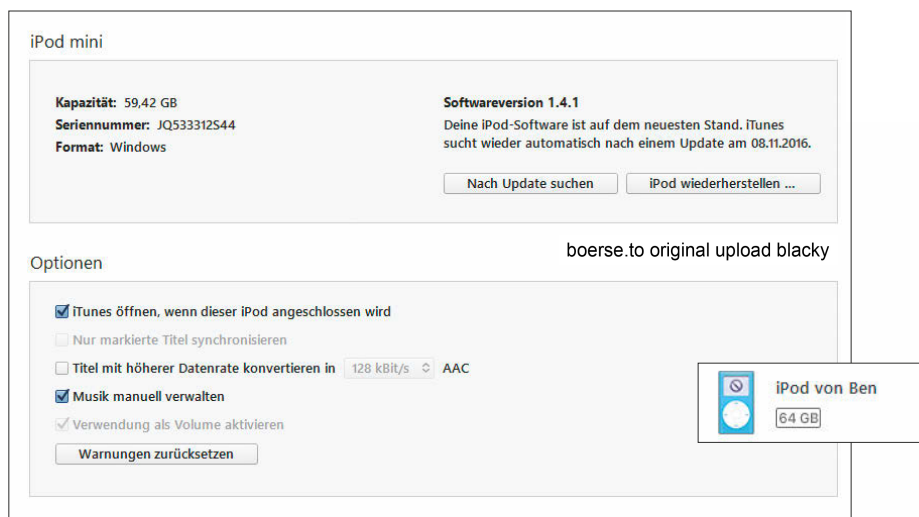 iPod mini
Kapazität: 59,42 GB
Seriennummer: JQ533312S44
Format: Windows
Softwareversion 1.4.1
Deine iPod-Software ist auf dem neuesten Stand. iTunes
sucht wieder automatisch nach einem Update am 08.11.2016.
Nach Update suchen
iPod wiederherstellen ...
boerse.to original upload blacky
Optionen
iTunes öffnen, wenn dieser iPod angeschlossen wird
Nur markierte Titel synchronisieren
Titel mit höherer Datenrate konvertieren in 128 kBit/s AAC
Musik manuell verwalten
Verwendung als Volume aktivieren
Warnungen zurücksetzen
iPod von Ben
64 GB